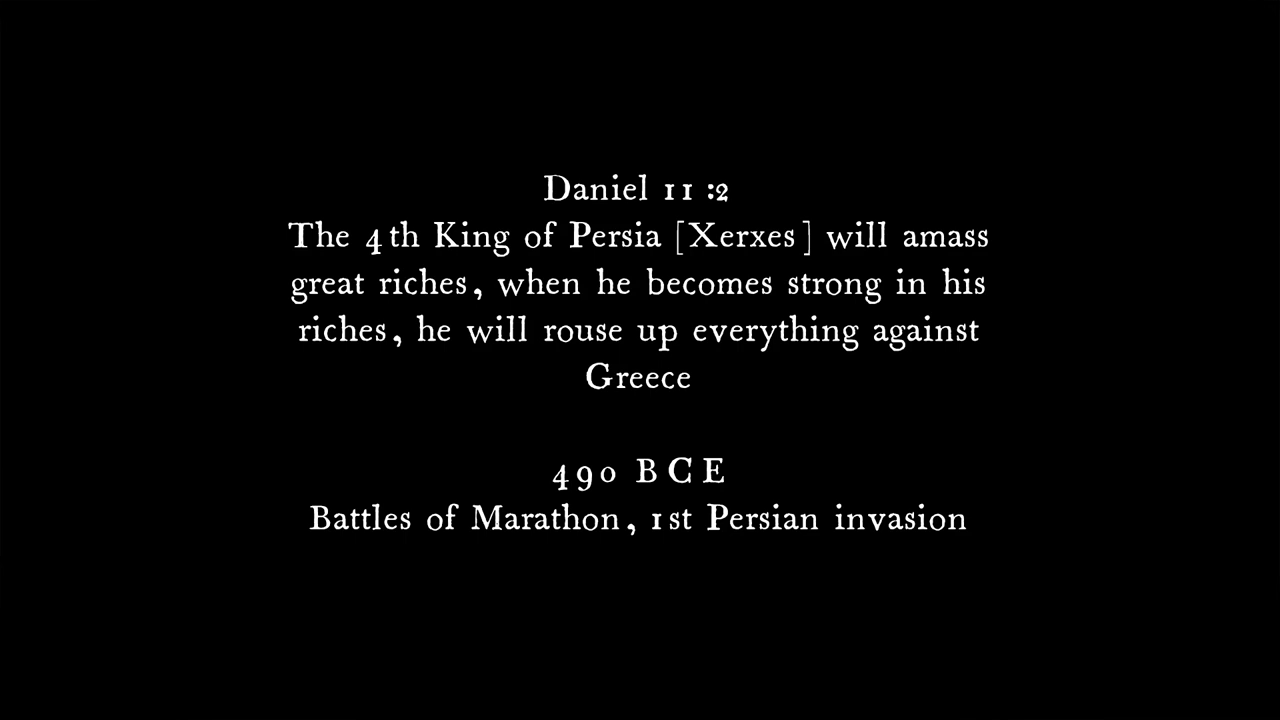 Daniel 11:2
The 4th King of Persia [Xerxes] will amass
great riches, when he becomes strong in his
riches, he will rouse up everything against
Greece
490 BCE
Battles of Marathon, 1st Persian invasion